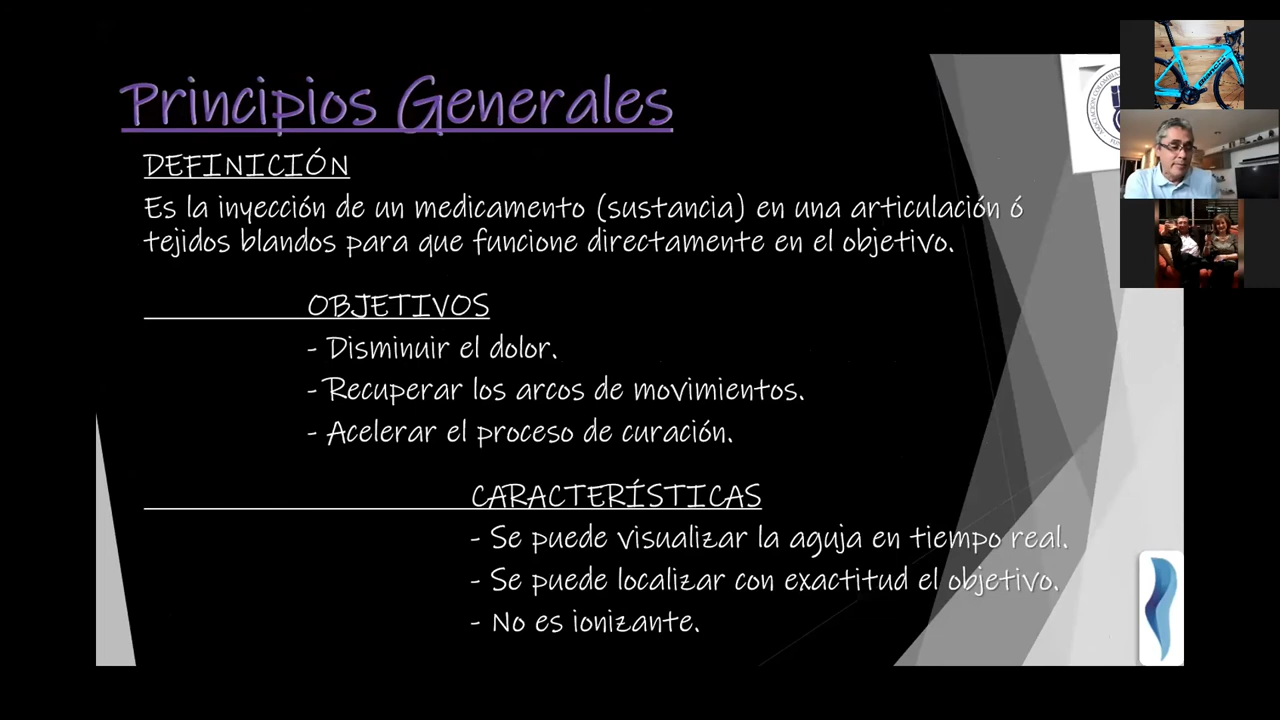 Principios Generales
DEFINICIÓN
Es la inyección de un medicamento (sustancia) en una articulación ó
tejidos blandos para que funcione directamente en el objetivo.
OBJETIVOS
- Disminuir el dolor.
- Recuperar los arcos de movimientos.
- Acelerar el proceso de curación.
CARACTERÍSTICAS
- Se puede visualizar la aguja en tiempo real.
- Se puede localizar con exactitud el objetivo.
- No es ionizante.